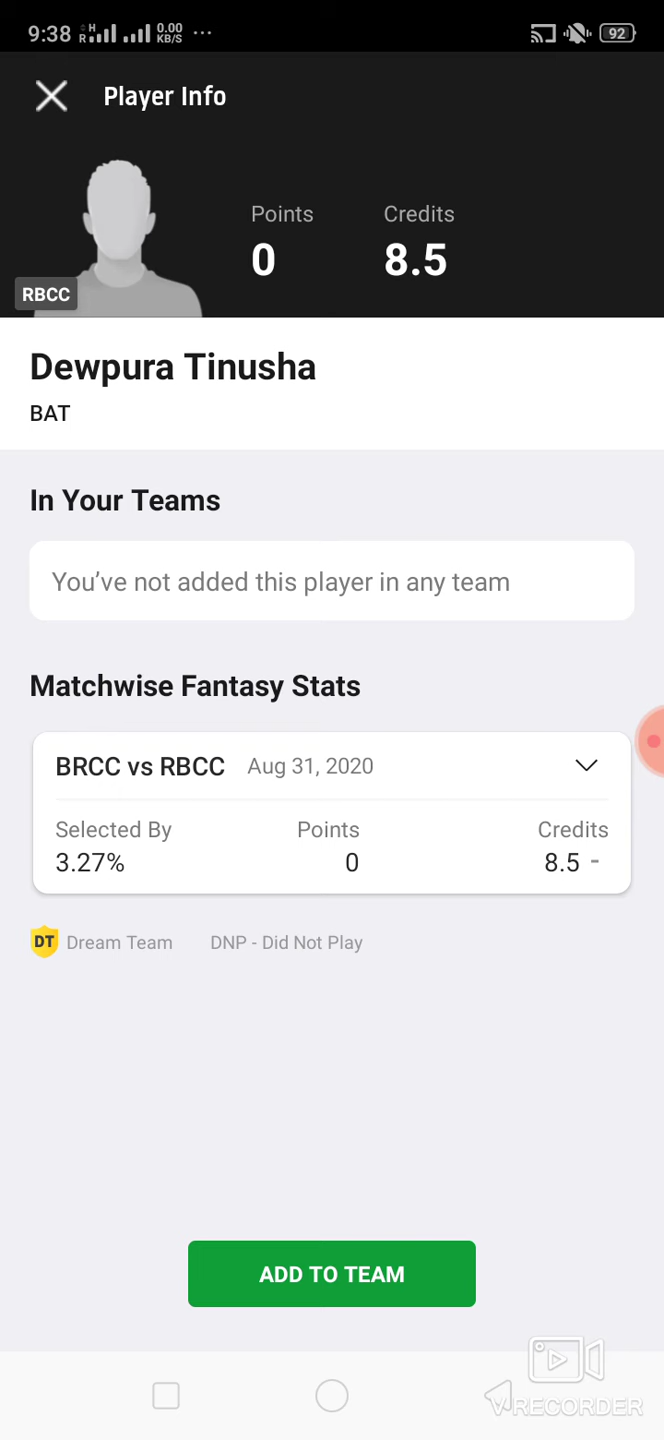 9:38 R H 0.00 KB/S ... 92
Player Info
Points Credits
0 8.5
RBCC
Dewpura Tinusha
BAT
In Your Teams
You’ve not added this player in any team
Matchwise Fantasy Stats
BRCC vs RBCC Aug 31, 2020
Selected By Points Credits
3.27% 0 8.5 -
DT Dream Team DNP - Did Not Play
ADD TO TEAM
VRECORDER